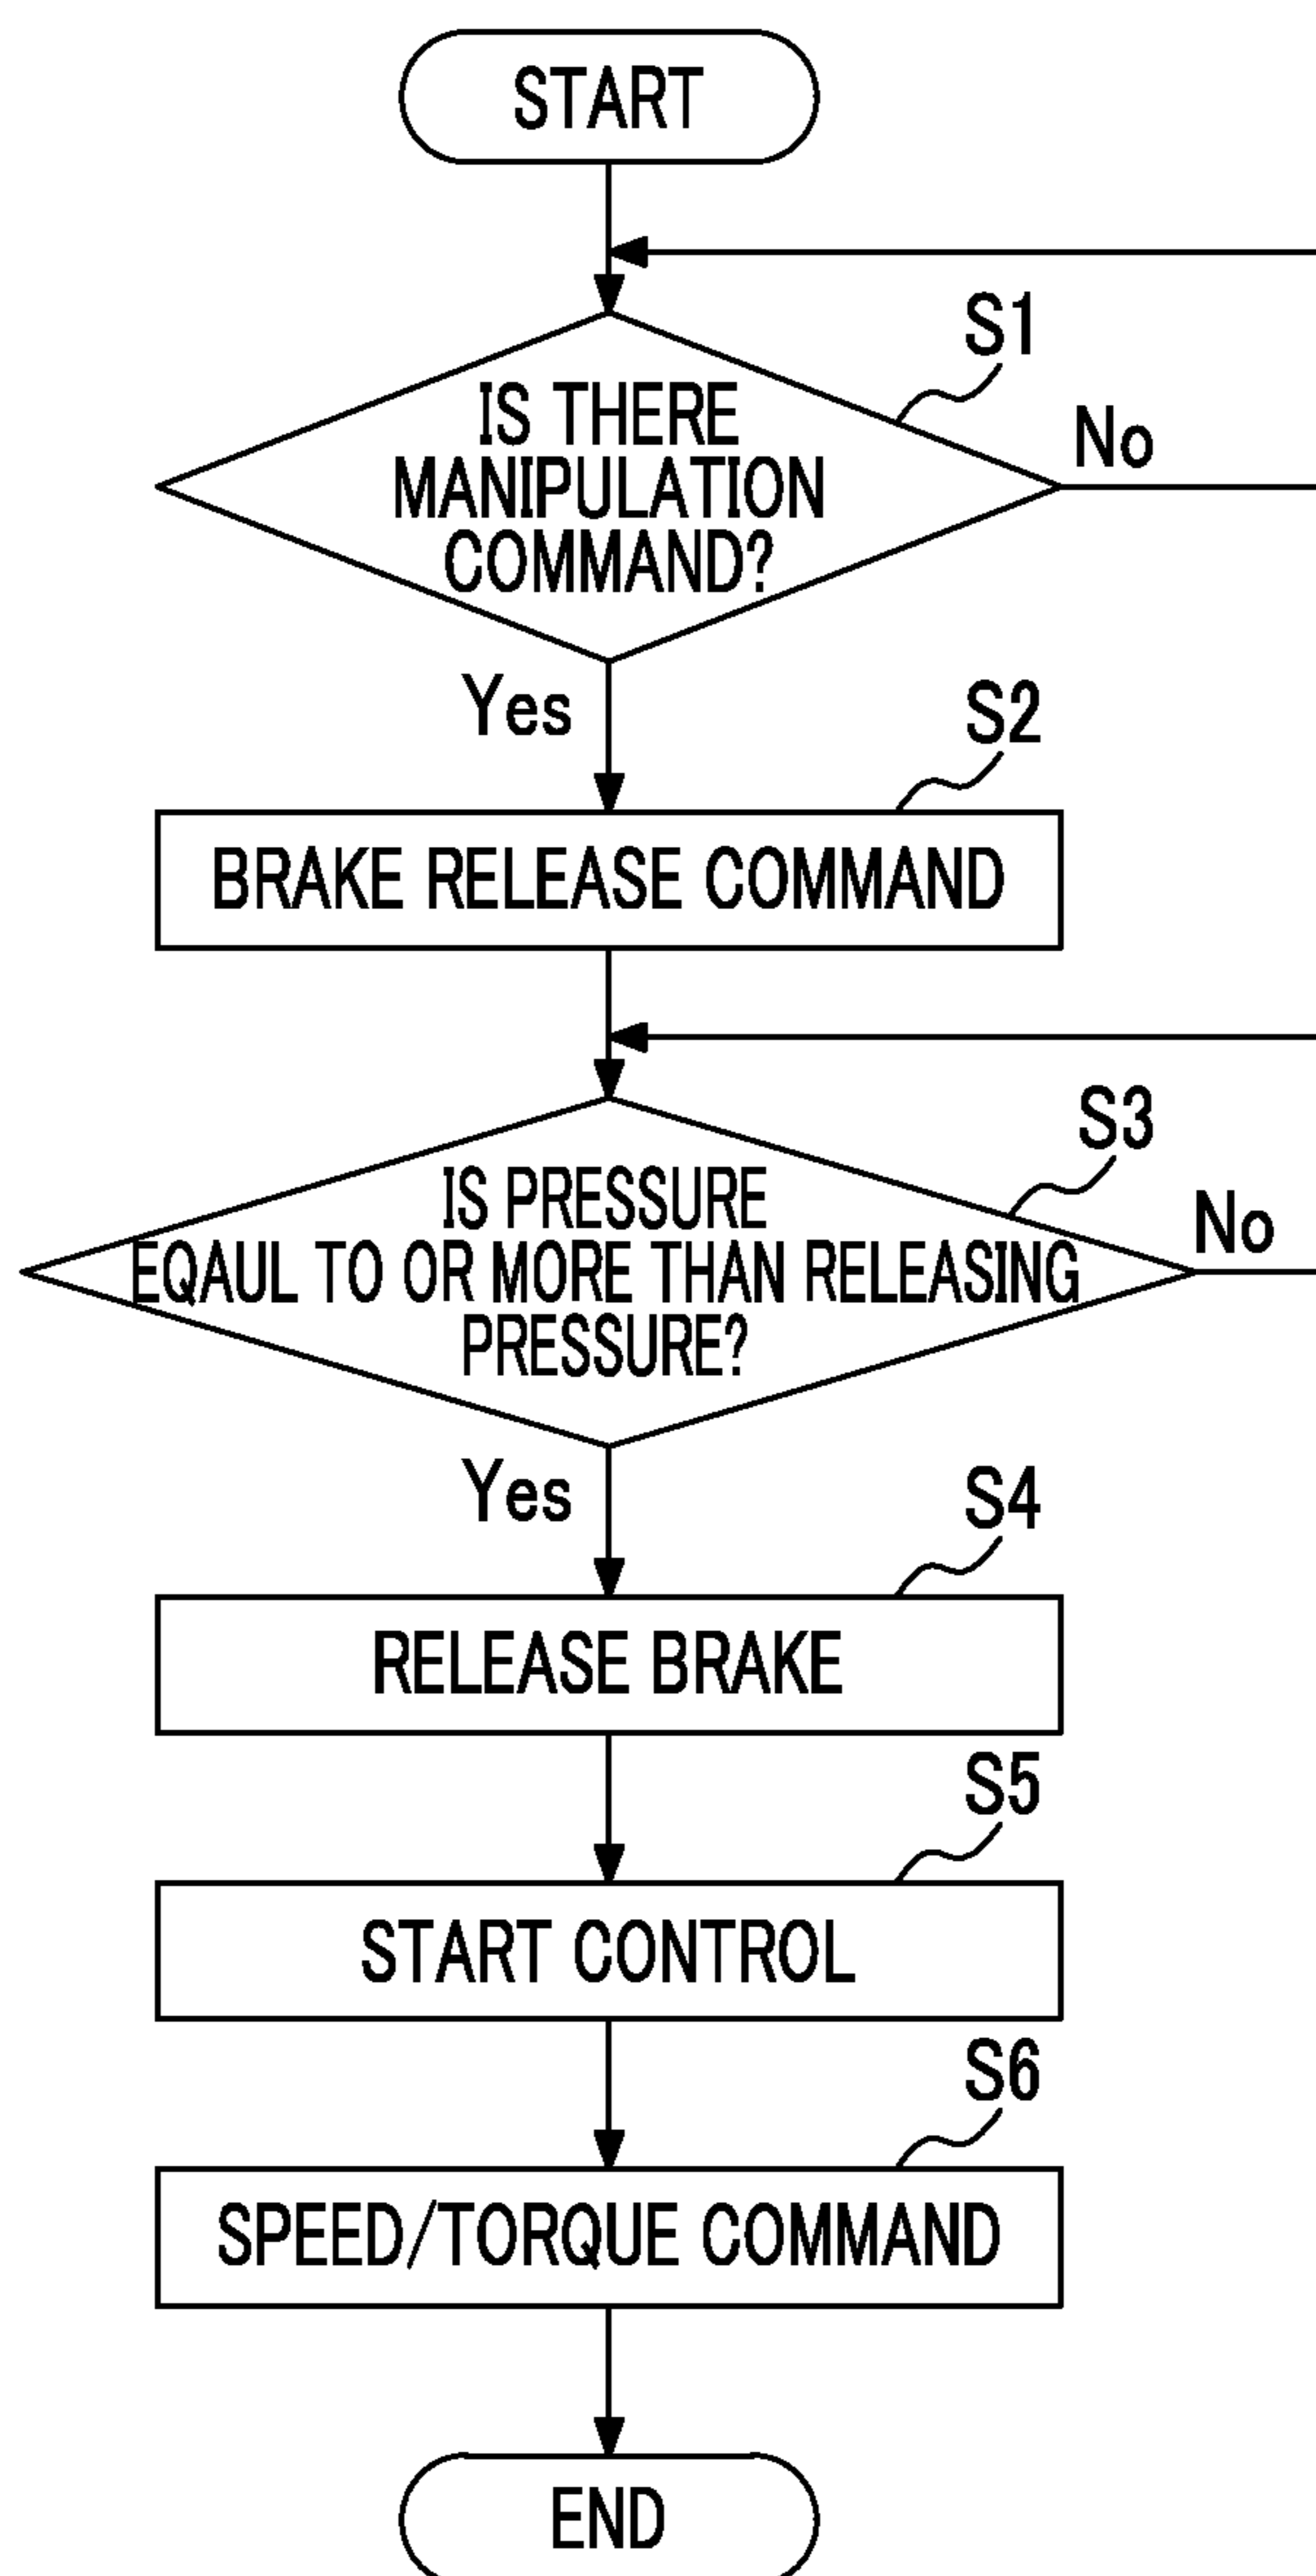 START
S1
IS THERE
MANIPULATION
COMMAND?
No
Yes
S2
BRAKE RELEASE COMMAND
S3
IS PRESSURE
EQAUL TO OR MORE THAN RELEASING
PRESSURE?
No
Yes
S4
RELEASE BRAKE
S5
START CONTROL
S6
SPEED/TORQUE COMMAND
END